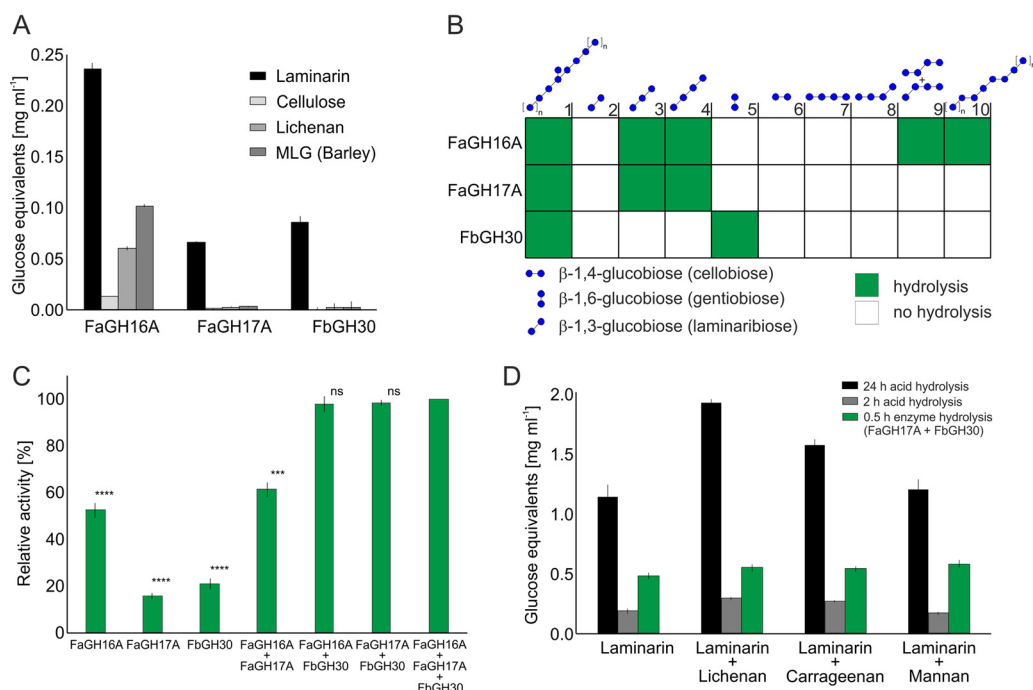 A
Glucose equivalents [mg ml-1]
0.25
0.20
0.15
0.10
0.05
0.00
Laminarin
Cellulose
Lichenan
MLG (Barley)
FaGH16A
FaGH17A
FbGH30
B
[ ]n
[ ]n
+
[ ]n
[ ]n
1
2
3
4
5
6
7
8
9
10
FaGH16A
FaGH17A
FbGH30
β-1,4-glucobiose (cellobiose)
β-1,6-glucobiose (gentiobiose)
β-1,3-glucobiose (laminaribiose)
hydrolysis
no hydrolysis
C
Relative activity [%]
100
80
60
40
20
0
****
****
****
***
ns
ns
FaGH16A
FaGH17A
FbGH30
FaGH16A
+
FaGH17A
FaGH16A
+
FbGH30
FaGH17A
+
FbGH30
FaGH16A
+
FaGH17A
+
FbGH30
D
Glucose equivalents [mg ml-1]
2.0
1.5
1.0
0.5
0.0
24 h acid hydrolysis
2 h acid hydrolysis
0.5 h enzyme hydrolysis
(FaGH17A + FbGH30)
Laminarin
Laminarin
+
Lichenan
Laminarin
+
Carrageenan
Laminarin
+
Mannan